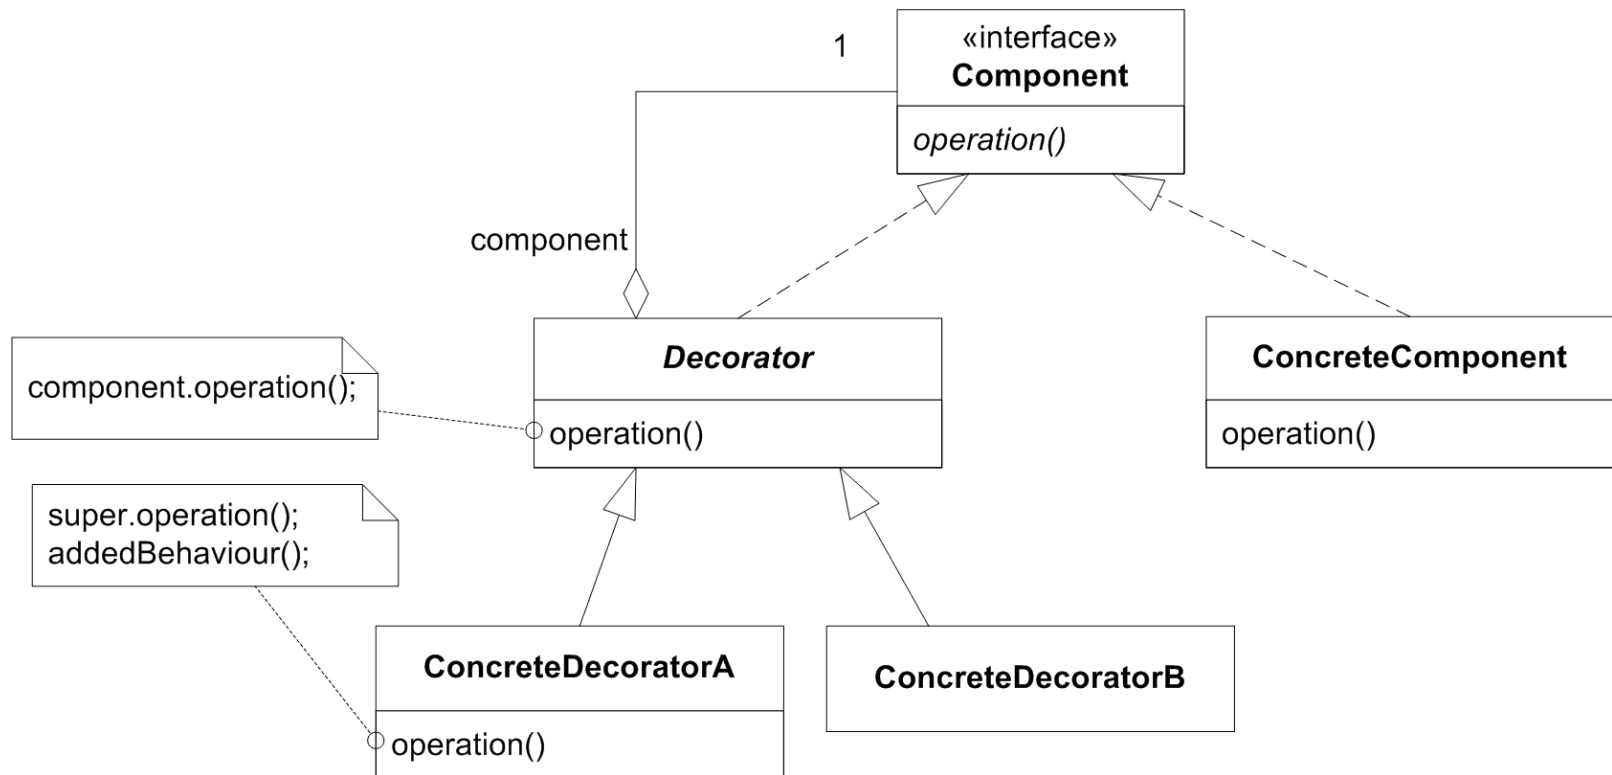 1
«interface»
Component
operation()
component
Decorator
operation()
component.operation();
ConcreteComponent
operation()
super.operation();
addedBehaviour();
ConcreteDecoratorA
operation()
ConcreteDecoratorB